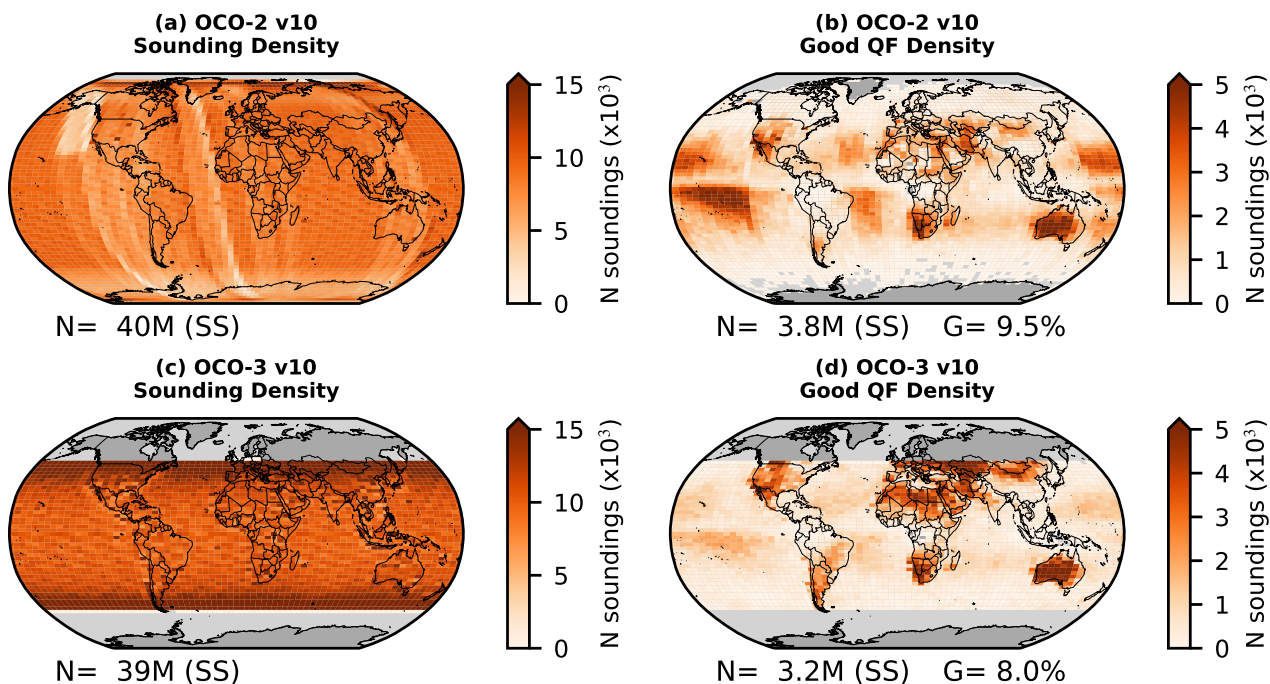 (a) OCO-2 v10
Sounding Density
15
10
5
0
N soundings (x10³)
N= 40M (SS)
(b) OCO-2 v10
Good QF Density
5
4
3
2
1
0
N soundings (x10³)
N= 3.8M (SS) G= 9.5%
(c) OCO-3 v10
Sounding Density
15
10
5
0
N soundings (x10³)
N= 39M (SS)
(d) OCO-3 v10
Good QF Density
5
4
3
2
1
0
N soundings (x10³)
N= 3.2M (SS) G= 8.0%